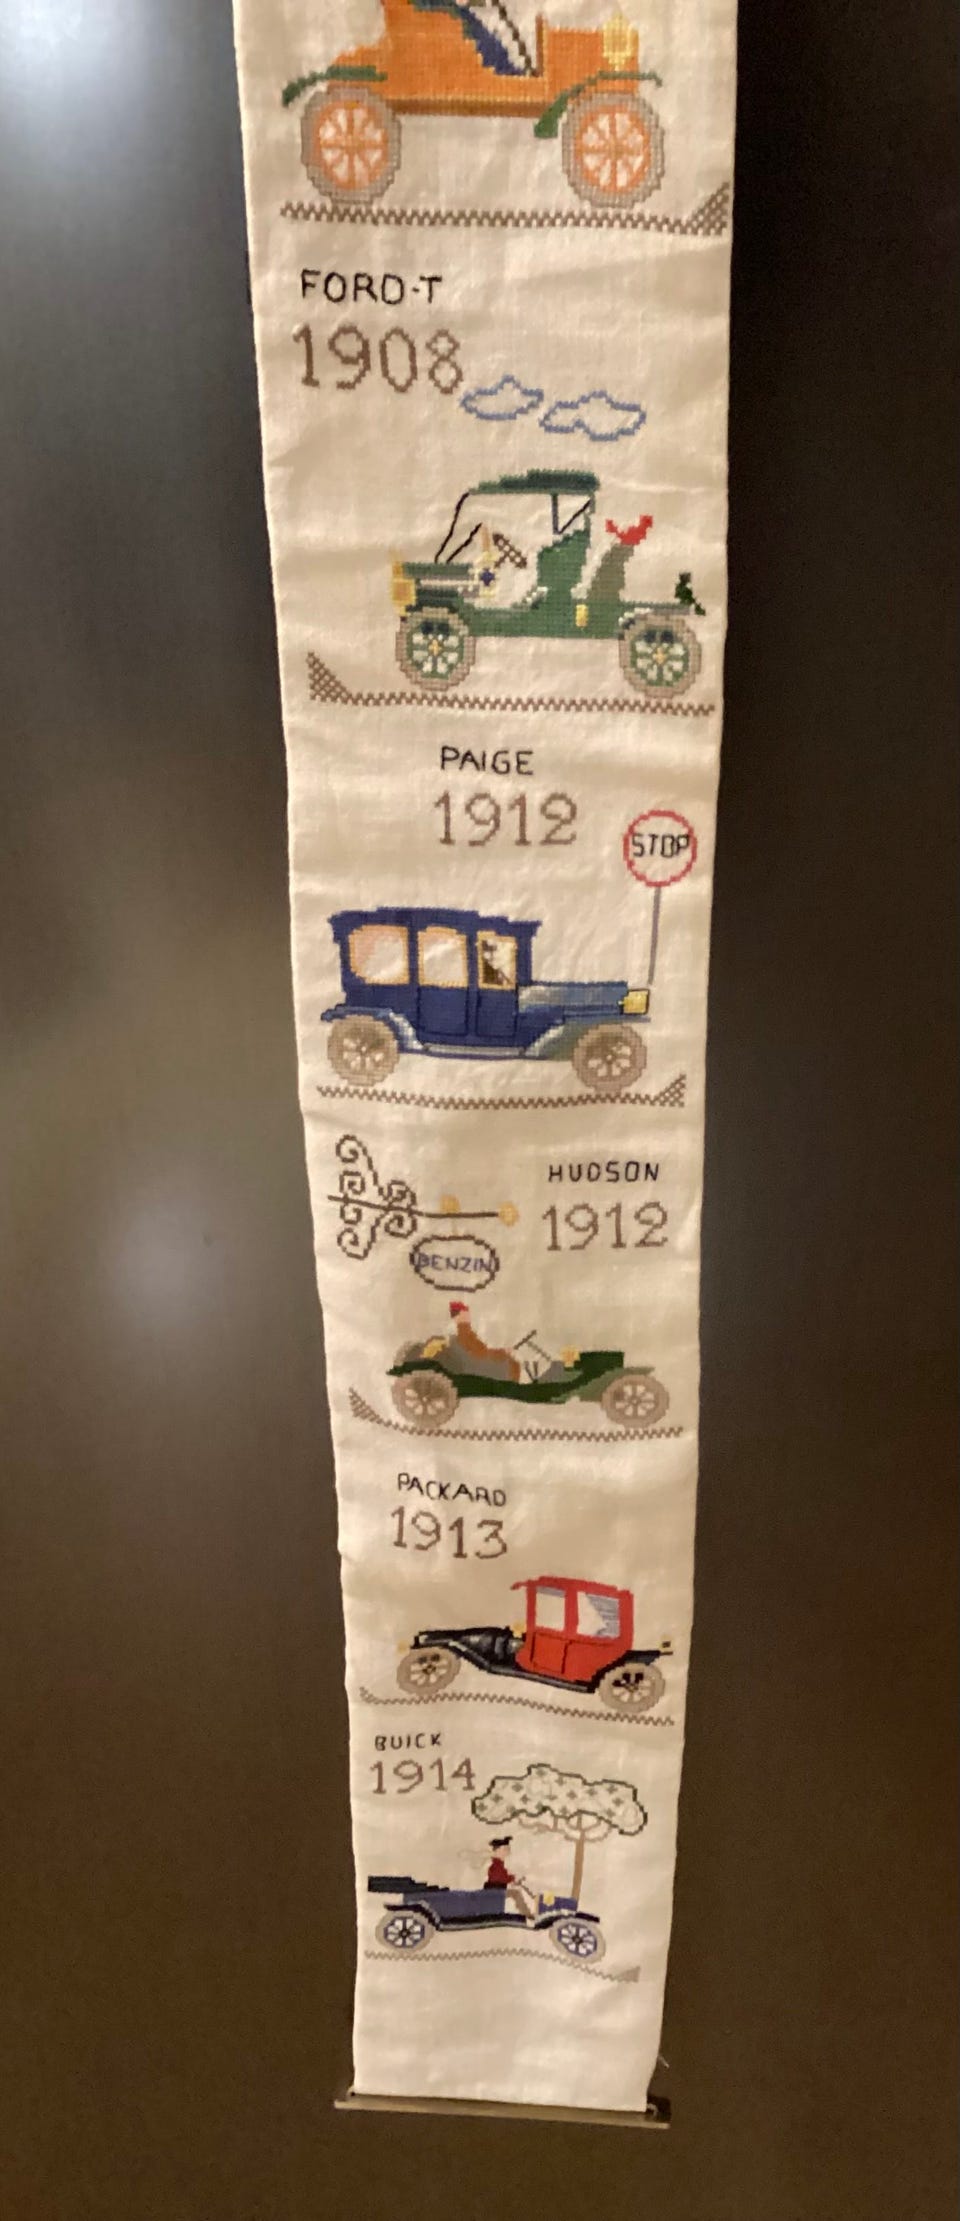 FORD-T
1908
PAIGE
1912
STOP
HUDSON
1912
BENZIN
PACKARD
1913
BUICK
1914